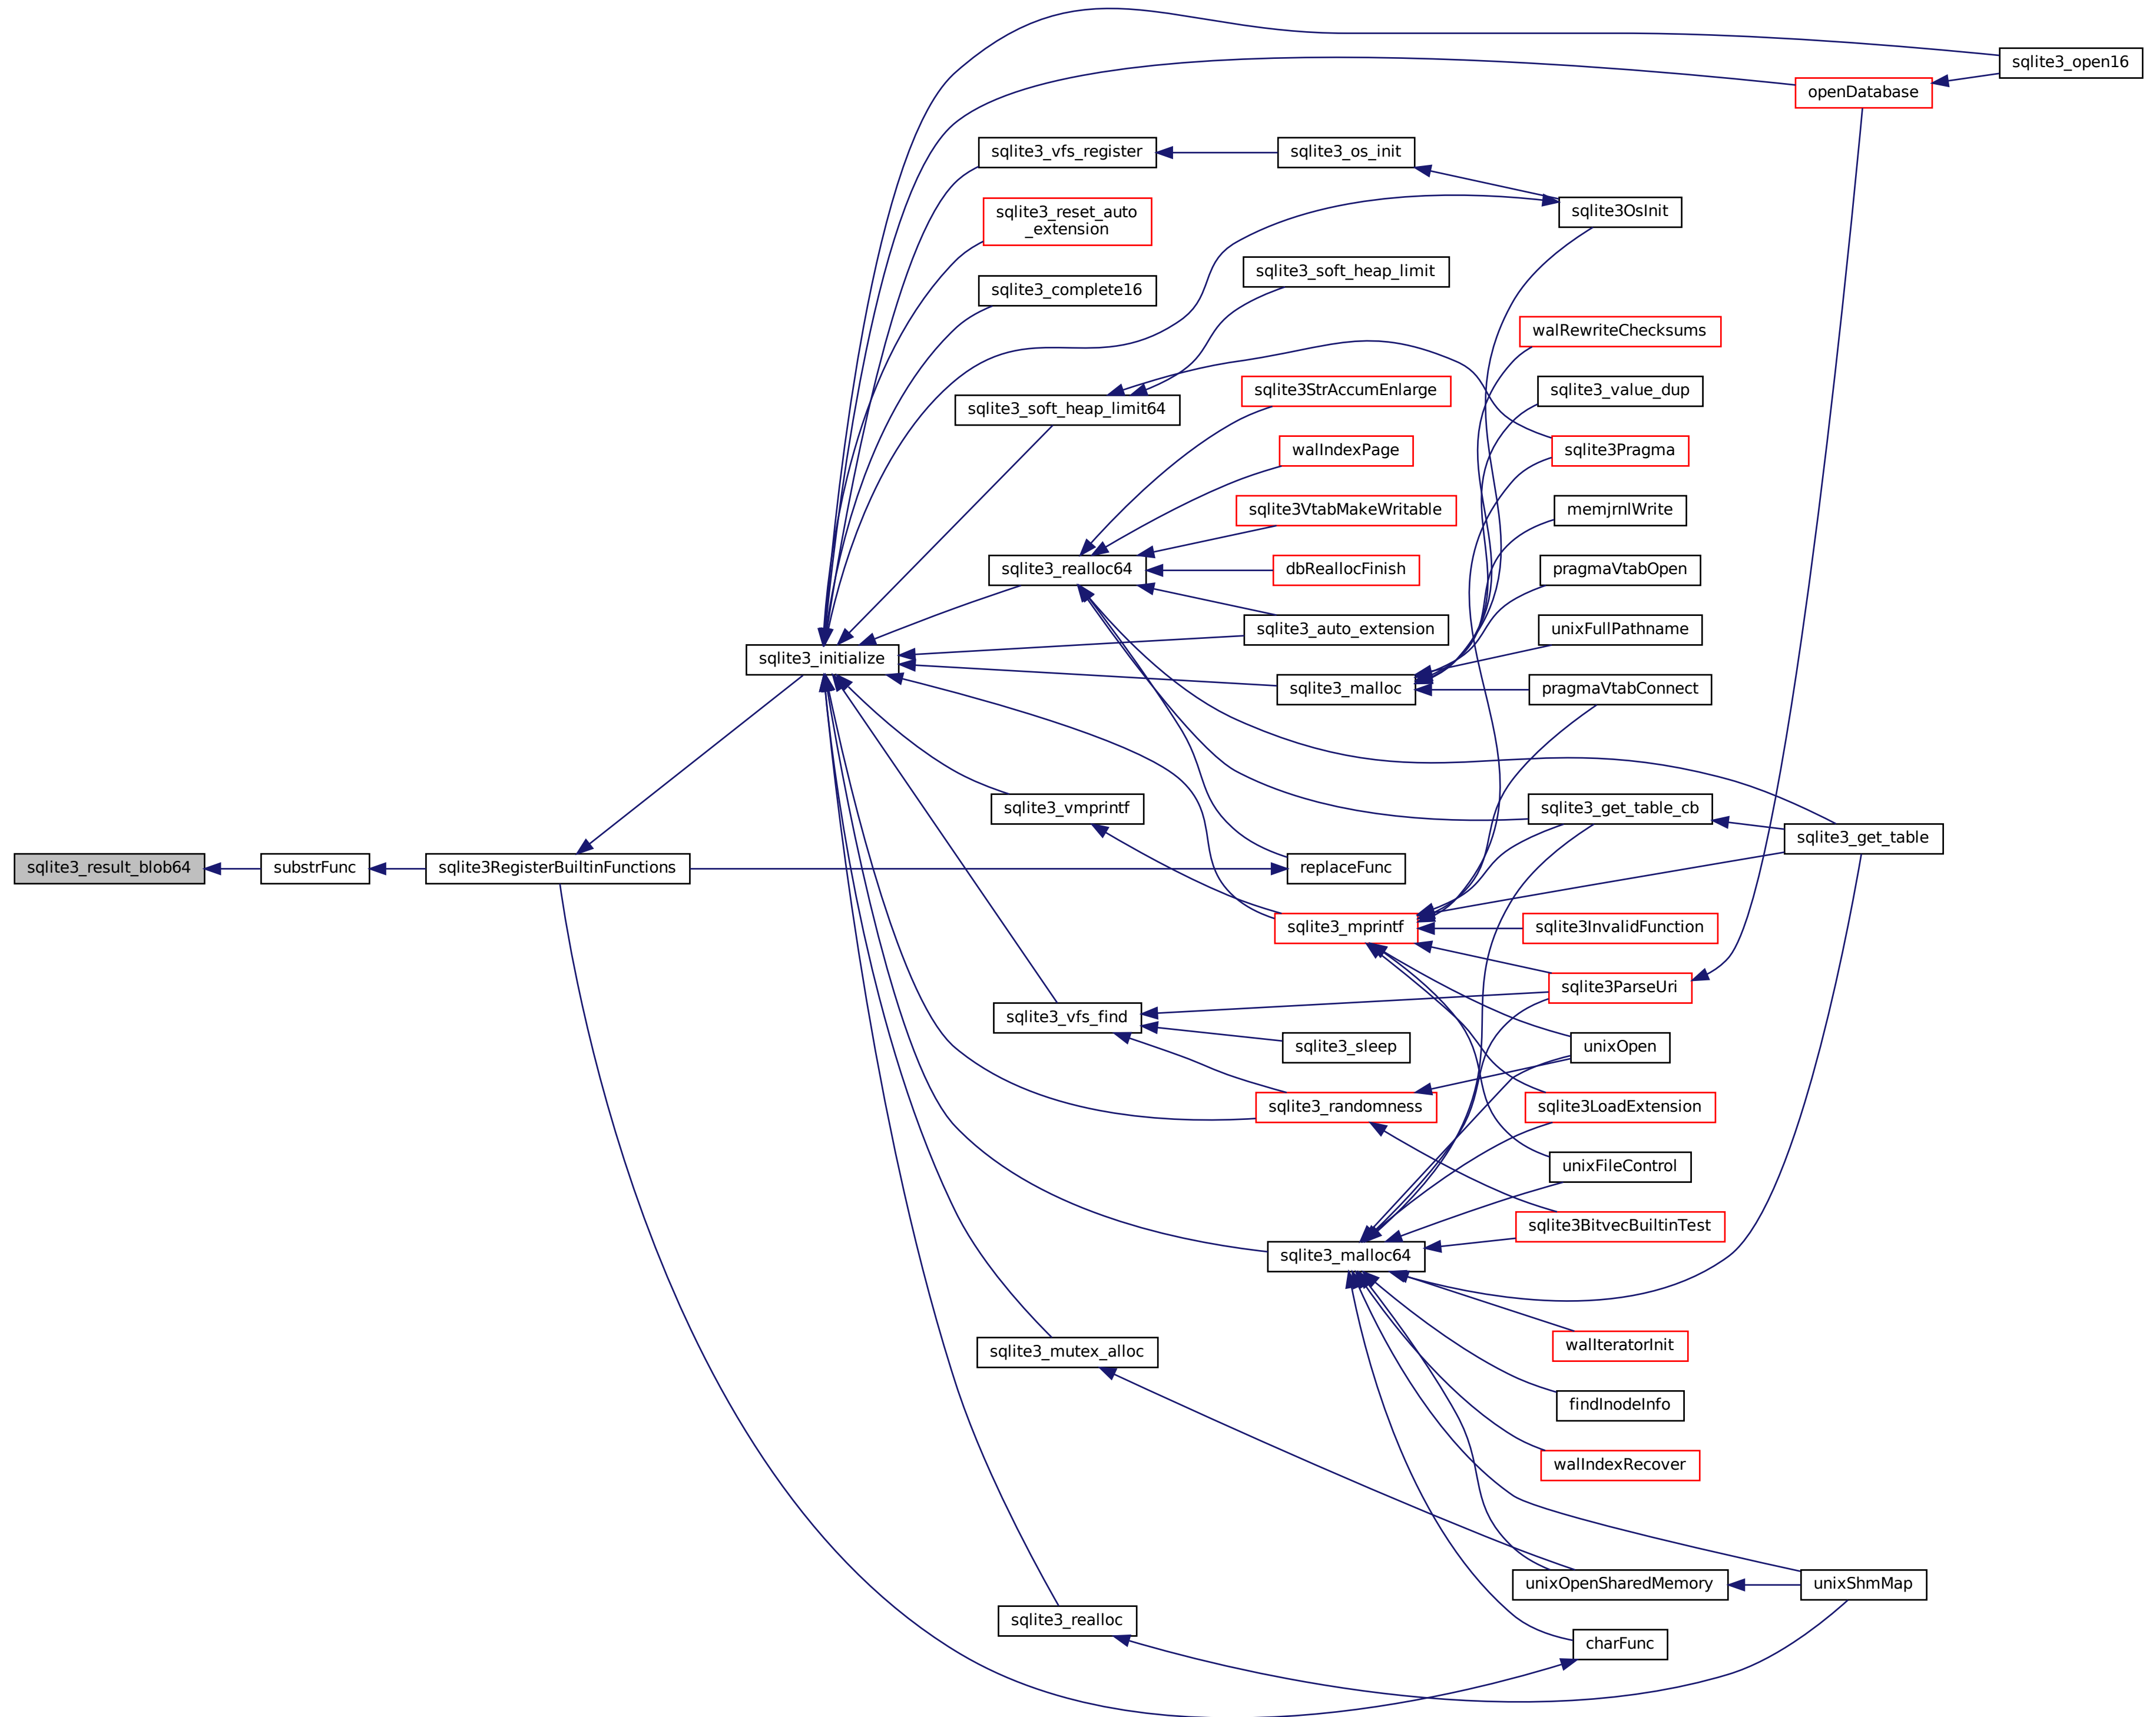 sqlite3_open16
openDatabase
sqlite3_vfs_register
sqlite3_os_init
sqlite3_reset_auto
_extension
sqlite3OsInit
sqlite3_complete16
sqlite3_soft_heap_limit
walRewriteChecksums
sqlite3StrAccumEnlarge
sqlite3_value_dup
sqlite3_soft_heap_limit64
walIndexPage
sqlite3Pragma
sqlite3VtabMakeWritable
memjrnlWrite
sqlite3_realloc64
dbReallocFinish
pragmaVtabOpen
sqlite3_auto_extension
unixFullPathname
sqlite3_initialize
sqlite3_malloc
pragmaVtabConnect
sqlite3_vmprintf
sqlite3_get_table_cb
sqlite3_get_table
sqlite3_result_blob64
substrFunc
sqlite3RegisterBuiltinFunctions
replaceFunc
sqlite3_mprintf
sqlite3InvalidFunction
sqlite3ParseUri
sqlite3_vfs_find
sqlite3_sleep
unixOpen
sqlite3_randomness
sqlite3LoadExtension
unixFileControl
sqlite3BitvecBuiltinTest
sqlite3_malloc64
sqlite3_mutex_alloc
walIteratorInit
findInodeInfo
walIndexRecover
unixOpenSharedMemory
unixShmMap
sqlite3_realloc
charFunc